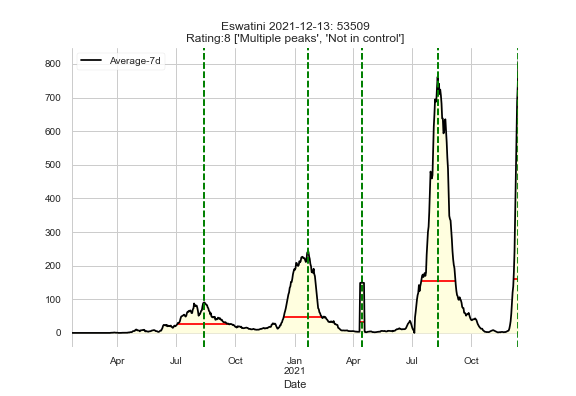 Eswatini 2021-12-13: 53509
Rating:8 ['Multiple peaks', 'Not in control']
Average-7d
800
700
600
500
400
300
200
100
0
Apr Jul Oct Jan Apr Jul Oct
2021
Date